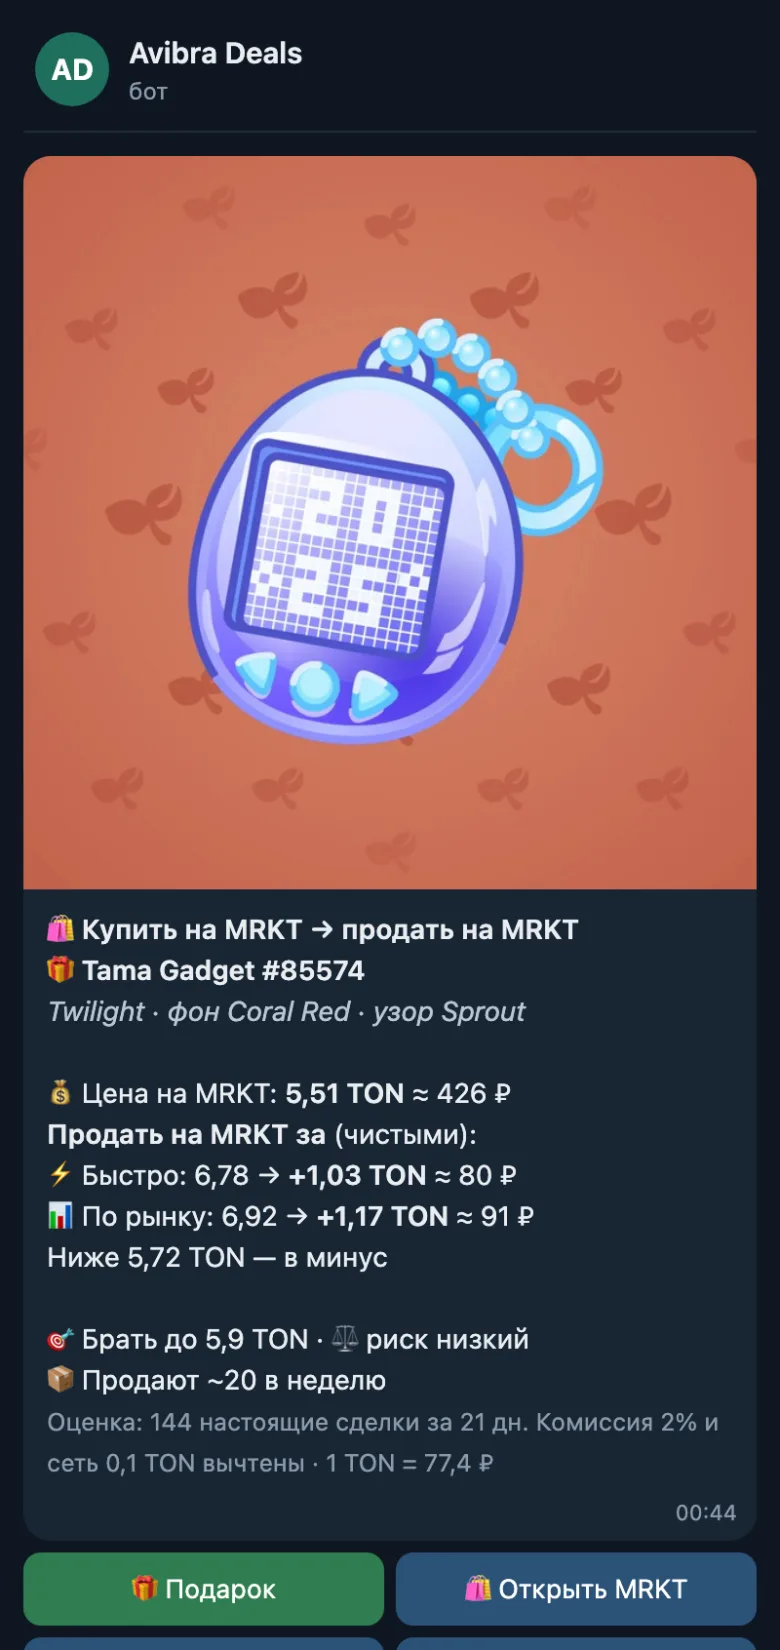 AD
Avibra Deals
бот
20
25
🛍 Купить на MRKT → продать на MRKT
🎁 Tama Gadget #85574
Twilight · фон Coral Red · узор Sprout
💰 Цена на MRKT: 5,51 TON ≈ 426 ₽
Продать на MRKT за (чистыми):
⚡ Быстро: 6,78 → +1,03 TON ≈ 80 ₽
📊 По рынку: 6,92 → +1,17 TON ≈ 91 ₽
Ниже 5,72 TON — в минус
🎯 Брать до 5,9 TON · ⚖️ риск низкий
📦 Продают ~20 в неделю
Оценка: 144 настоящие сделки за 21 дн. Комиссия 2% и
сеть 0,1 TON вычтены · 1 TON = 77,4 ₽
00:44
🎁 Подарок
🛍 Открыть MRKT